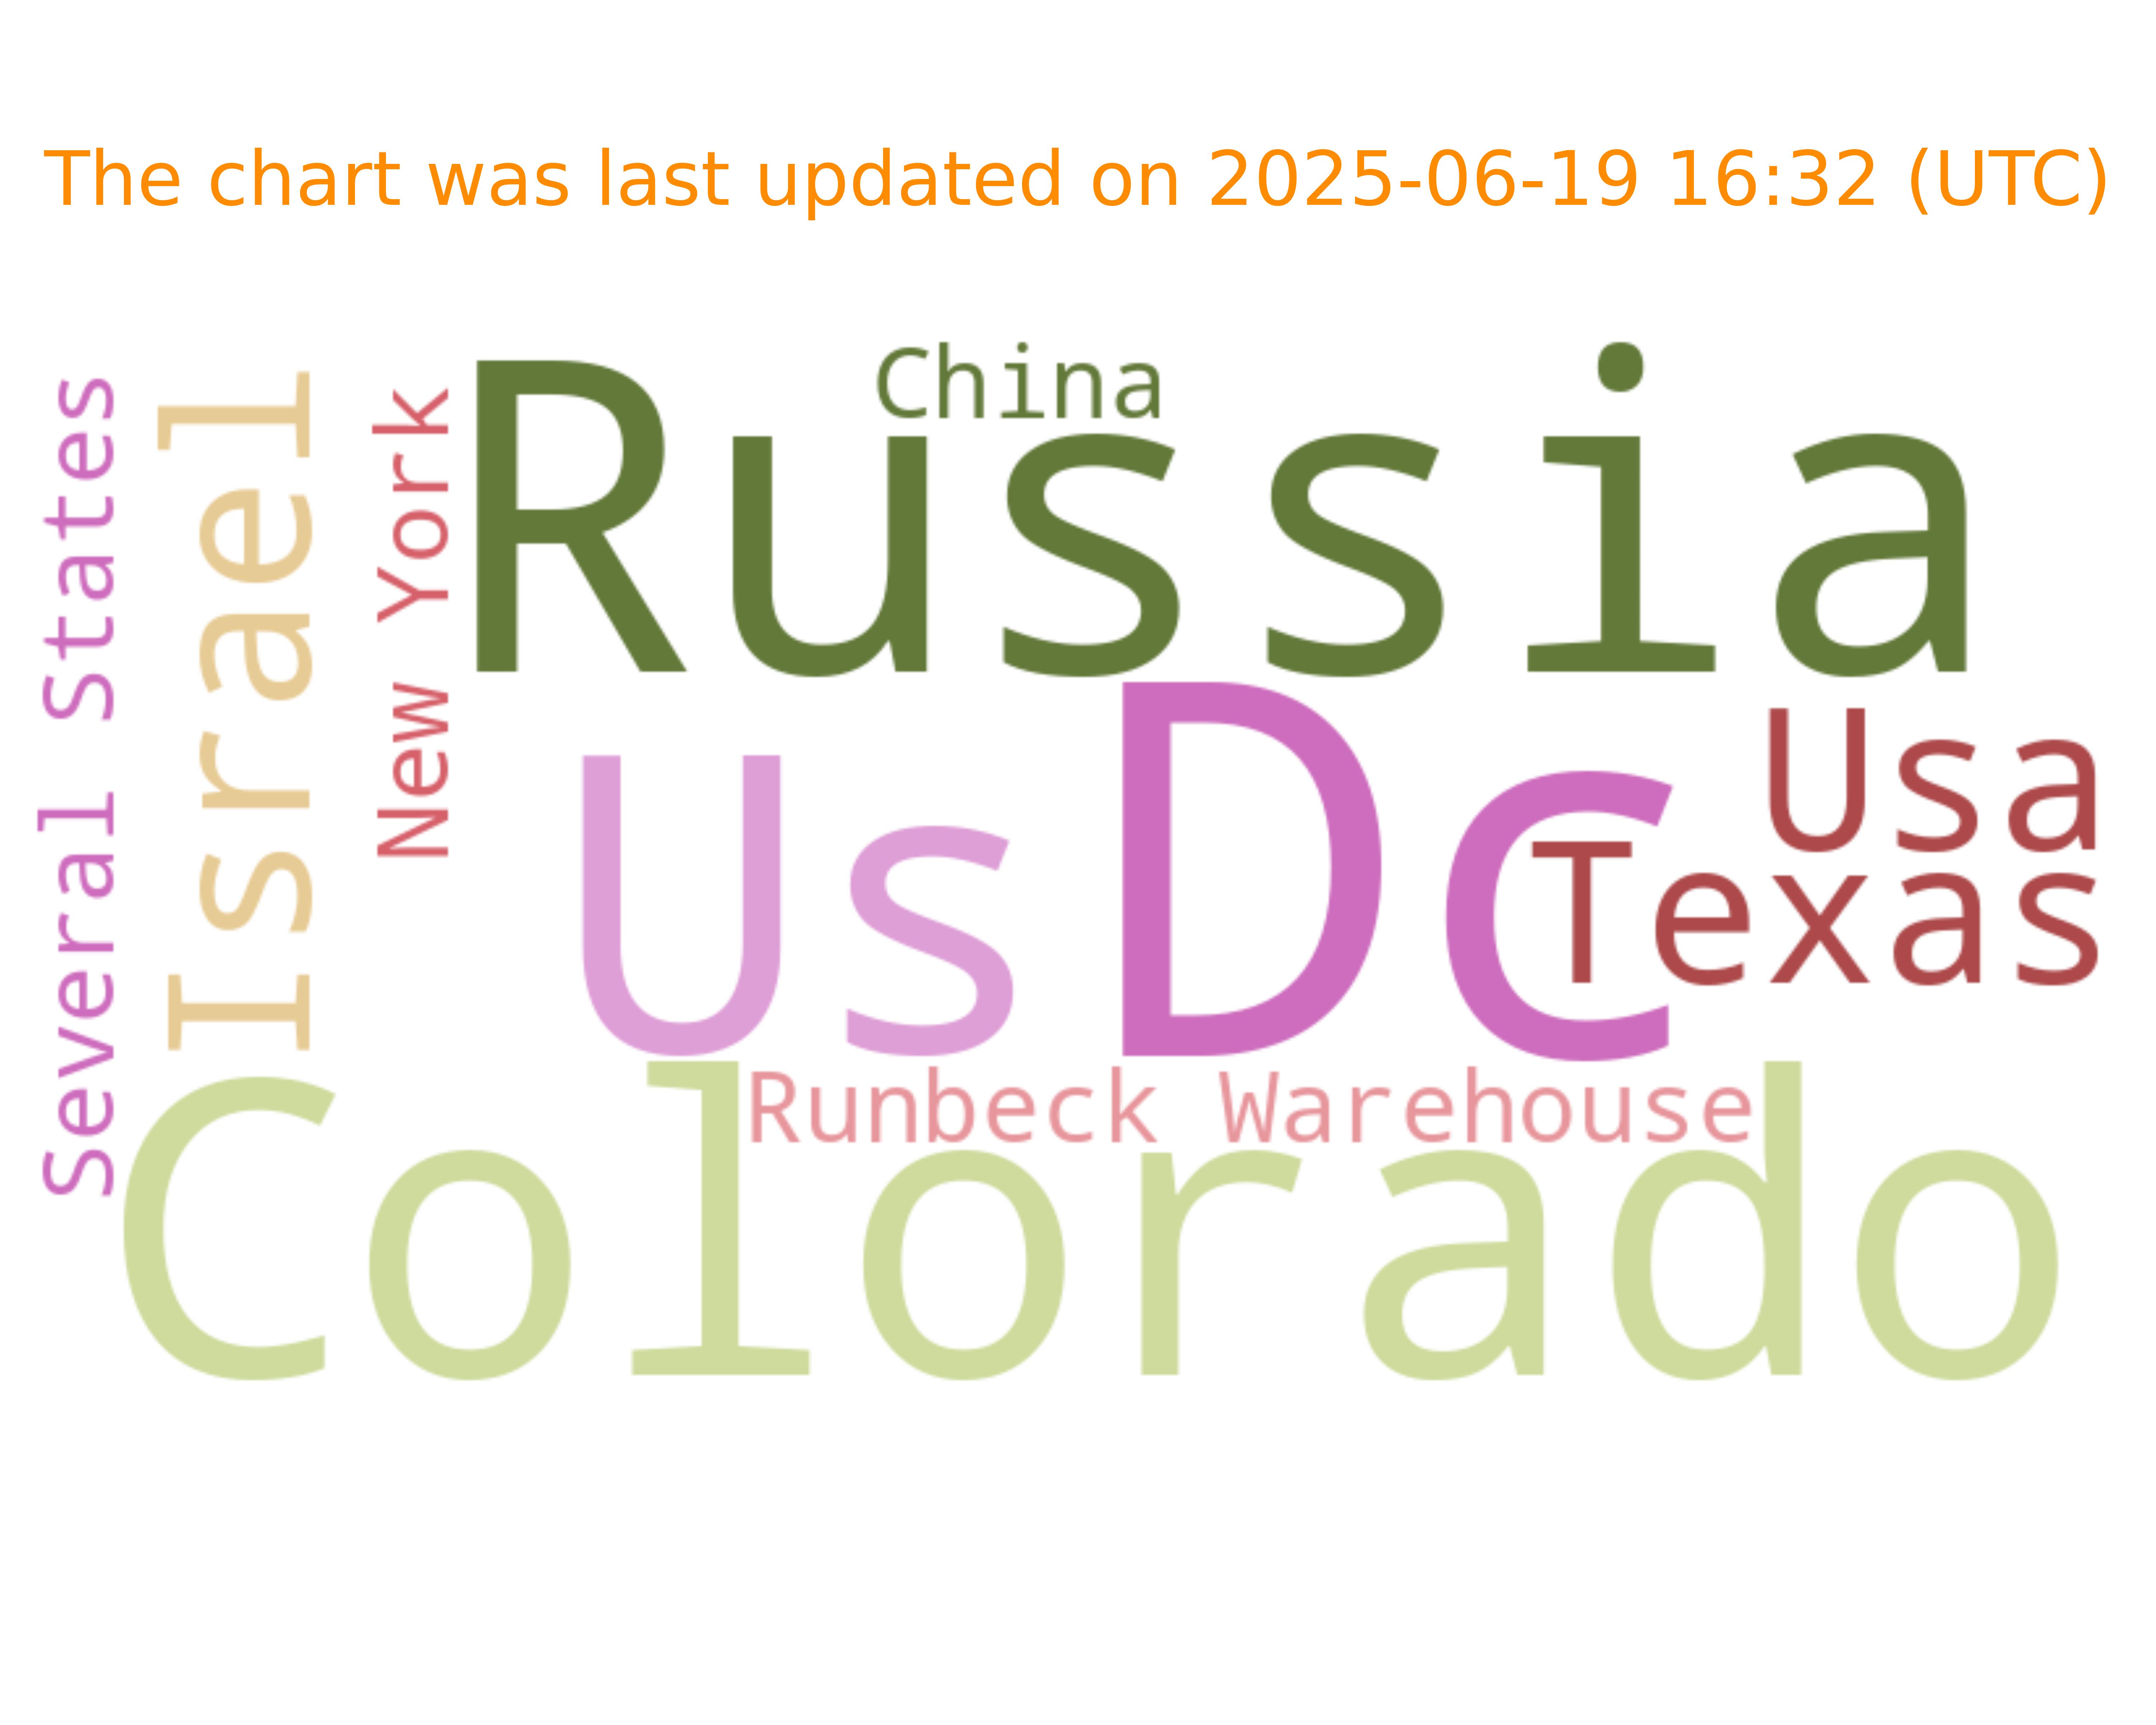 The chart was last updated on 2025-06-19 16:32 (UTC)
China
Russia
Several States
Israel
New York
Us
Dc
Usa
Texas
Runbeck Warehouse
Colorado